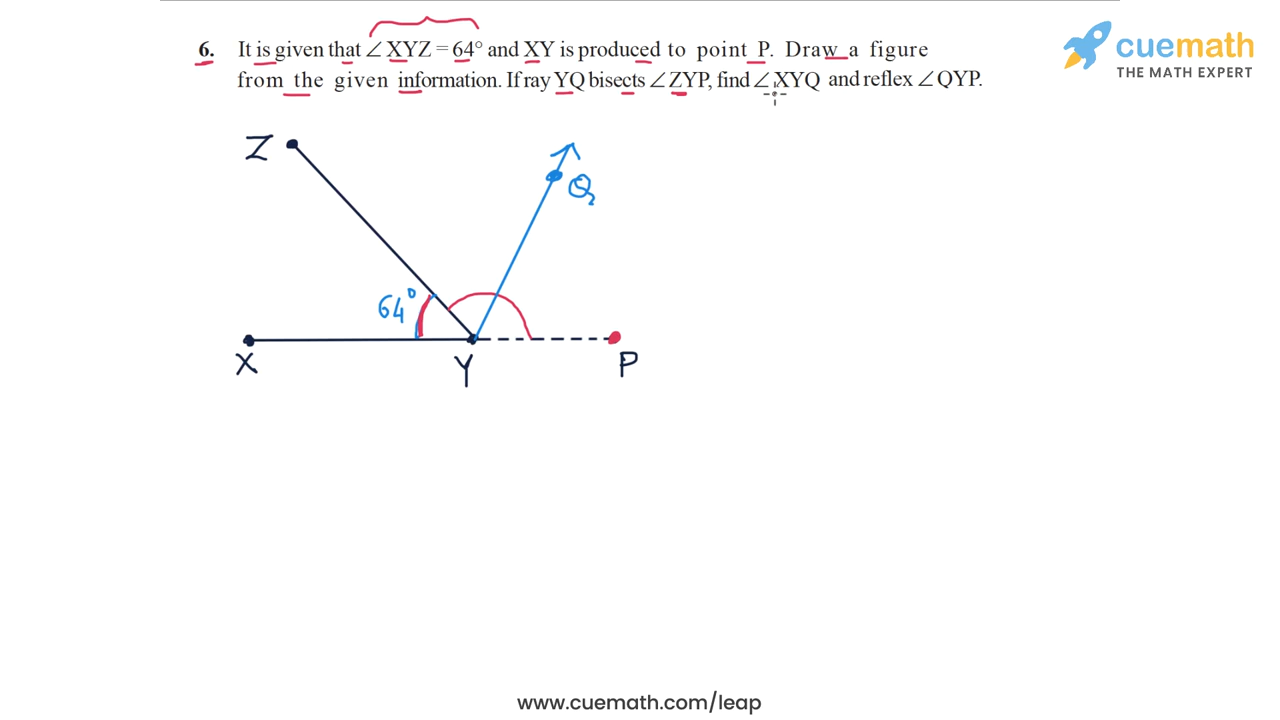 6. It is given that ∠XYZ = 64° and XY is produced to point P. Draw a figure
from the given information. If ray YQ bisects ∠ZYP, find ∠XYQ and reflex ∠QYP.
cuemath
THE MATH EXPERT
Z
Q
64°
X
Y
P
www.cuemath.com/leap